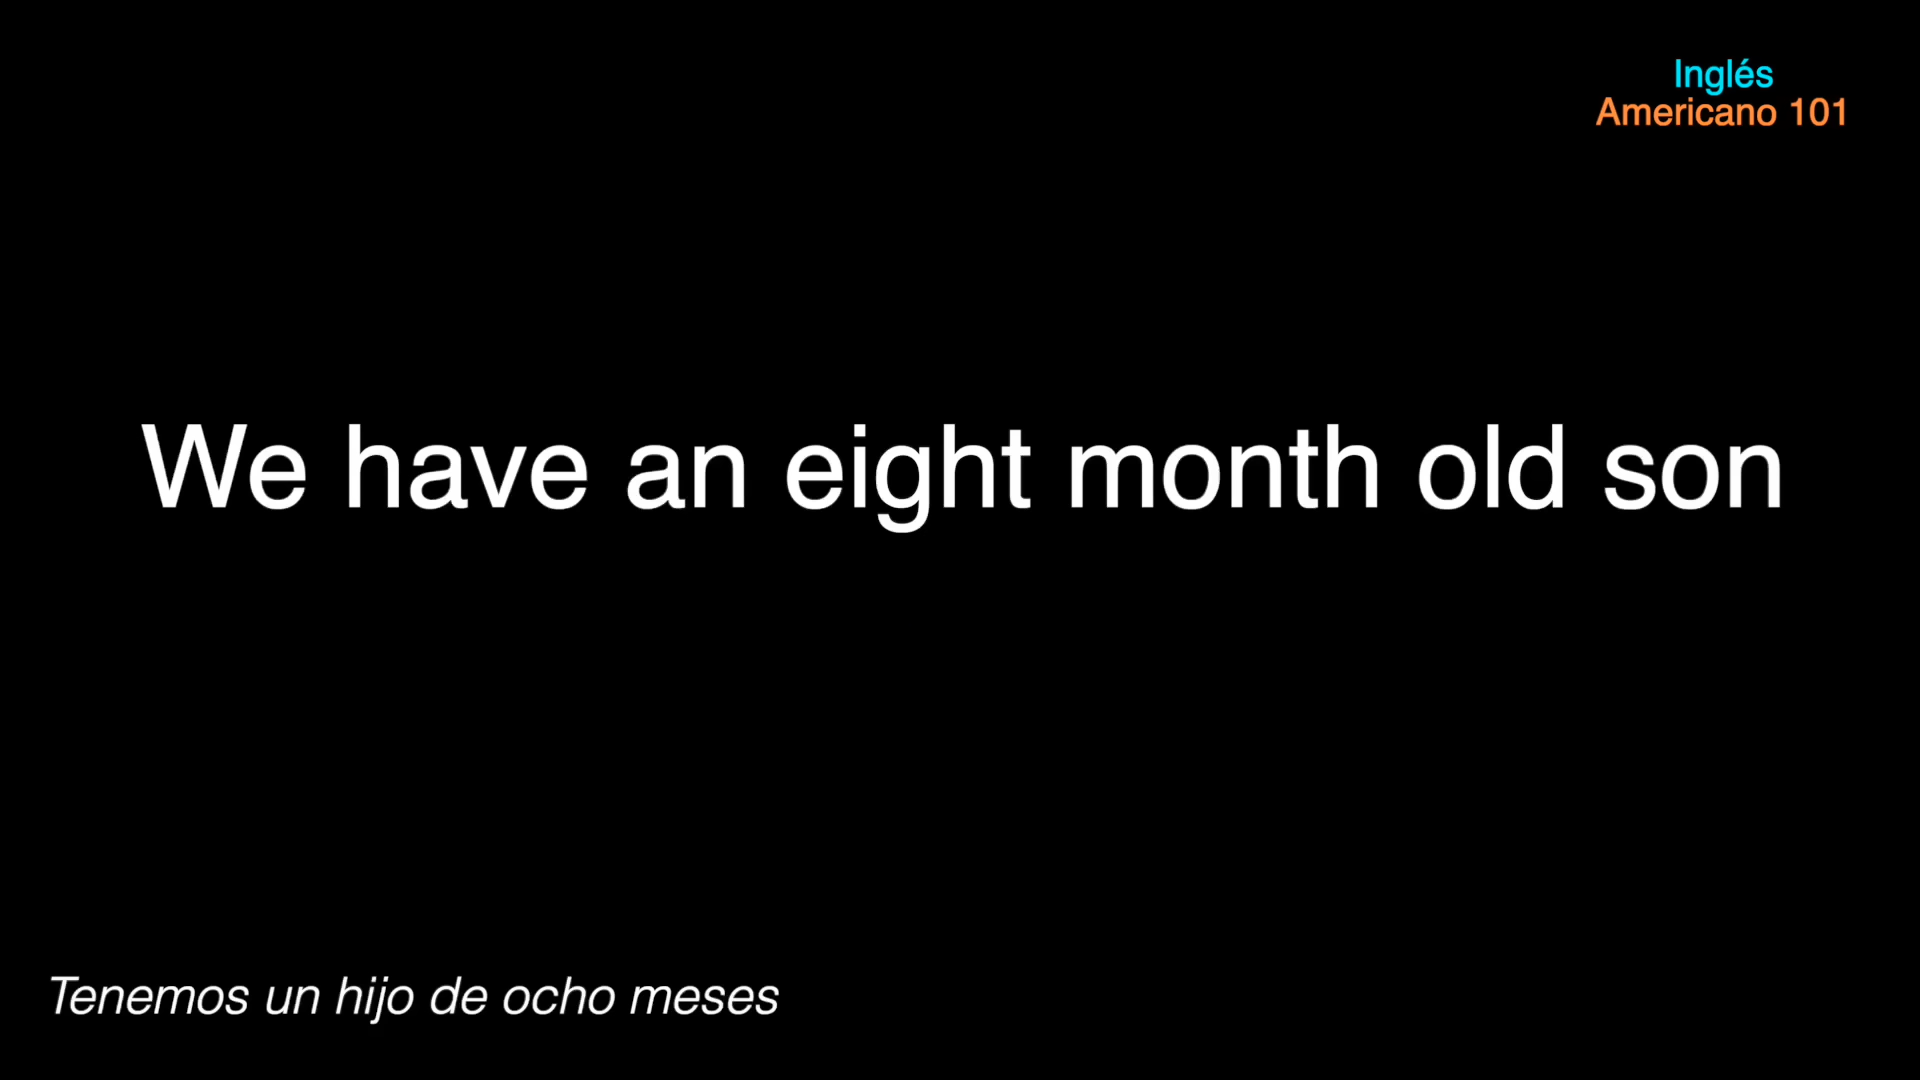 Inglés
Americano 101
We have an eight month old son
Tenemos un hijo de ocho meses